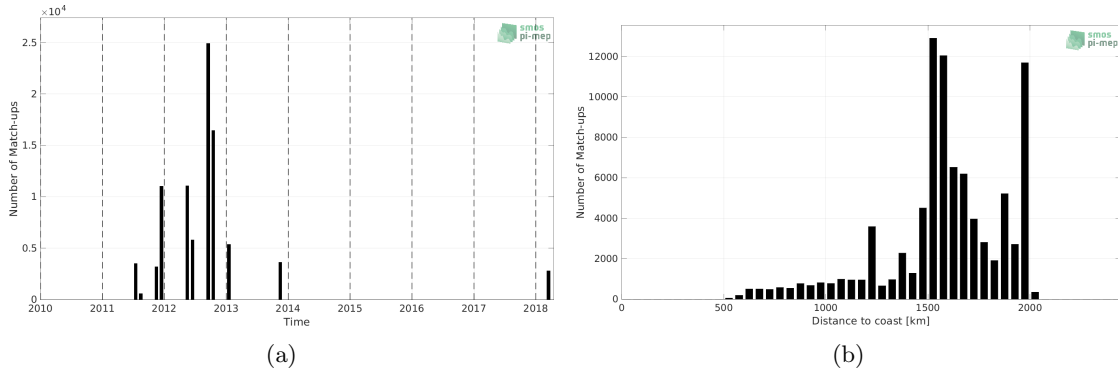 ×10⁴
smos
pi-mep
2.5
2
1.5
1
0.5
0
Number of Match-ups
2010 2011 2012 2013 2014 2015 2016 2017 2018
Time
(a)
smos
pi-mep
12000
10000
8000
6000
4000
2000
0
Number of Match-ups
0 500 1000 1500 2000
Distance to coast [km]
(b)